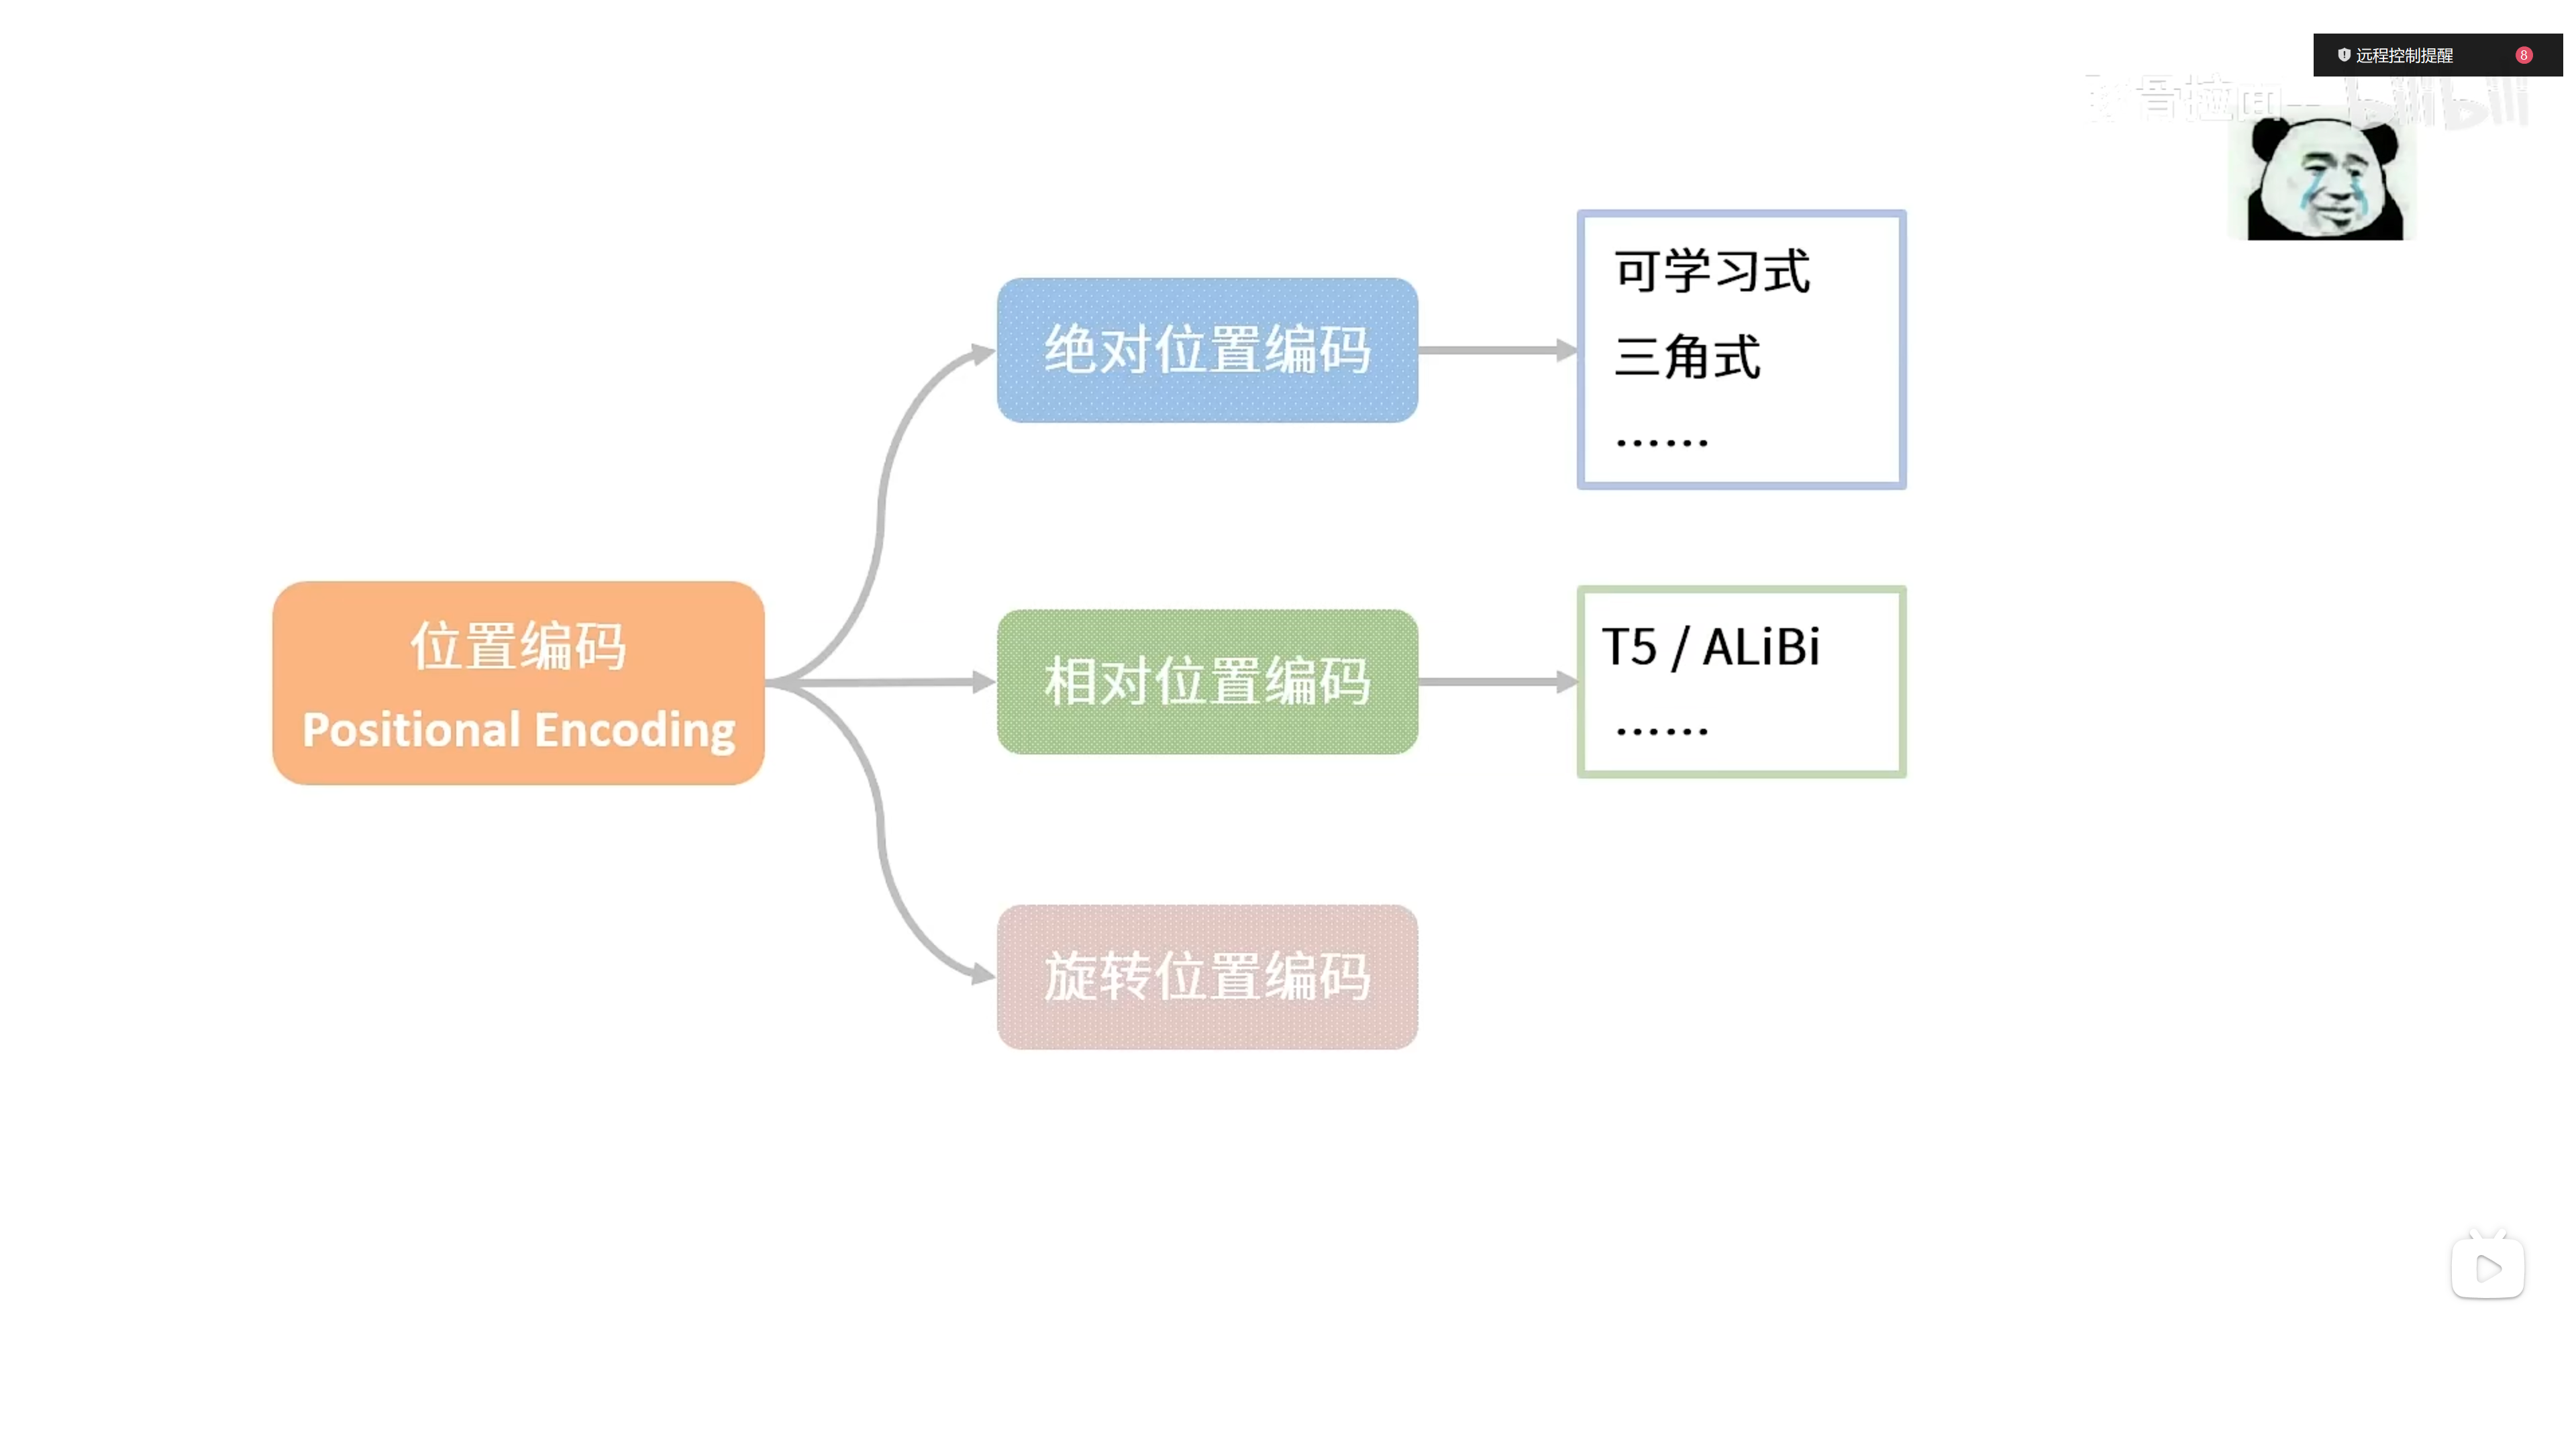 远程控制提醒
8
bilibili
可学习式
绝对位置编码
三角式
……
位置编码
Positional Encoding
相对位置编码
T5 / ALiBi
……
旋转位置编码